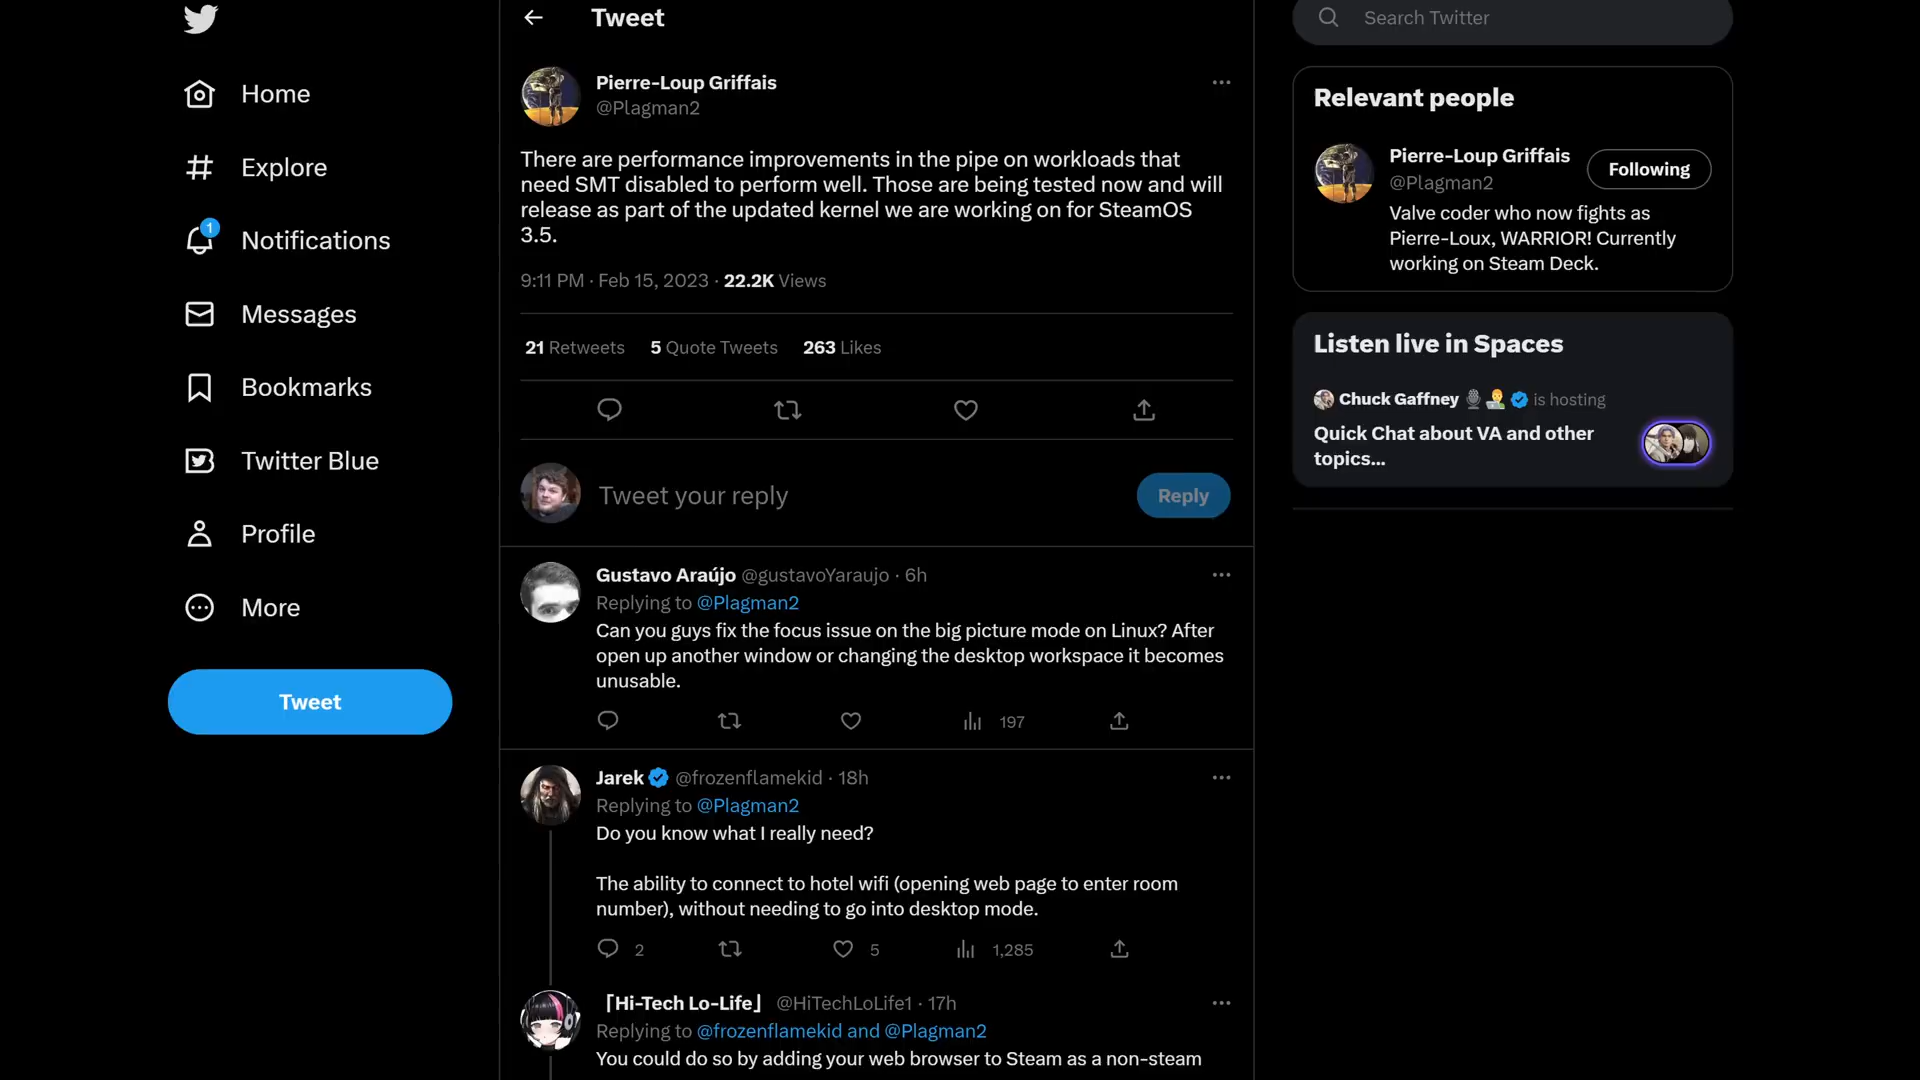 Home
Explore
1
Notifications
Messages
Bookmarks
Twitter Blue
Profile
More
Tweet
Tweet
Pierre-Loup Griffais
@Plagman2
There are performance improvements in the pipe on workloads that
need SMT disabled to perform well. Those are being tested now and will
release as part of the updated kernel we are working on for SteamOS
3.5.
9:11 PM · Feb 15, 2023 · 22.2K Views
21 Retweets 5 Quote Tweets 263 Likes
Tweet your reply
Reply
Gustavo Araújo @gustavoYaraujo · 6h
Replying to @Plagman2
Can you guys fix the focus issue on the big picture mode on Linux? After
open up another window or changing the desktop workspace it becomes
unusable.
197
Jarek @frozenflamekid · 18h
Replying to @Plagman2
Do you know what I really need?
The ability to connect to hotel wifi (opening web page to enter room
number), without needing to go into desktop mode.
2 5 1,285
「Hi-Tech Lo-Life」 @HiTechLoLife1 · 17h
Replying to @frozenflamekid and @Plagman2
You could do so by adding your web browser to Steam as a non-steam
Search Twitter
Relevant people
Pierre-Loup Griffais
@Plagman2
Following
Valve coder who now fights as
Pierre-Loux, WARRIOR! Currently
working on Steam Deck.
Listen live in Spaces
Chuck Gaffney 🎙️👨‍💻 is hosting
Quick Chat about VA and other
topics...